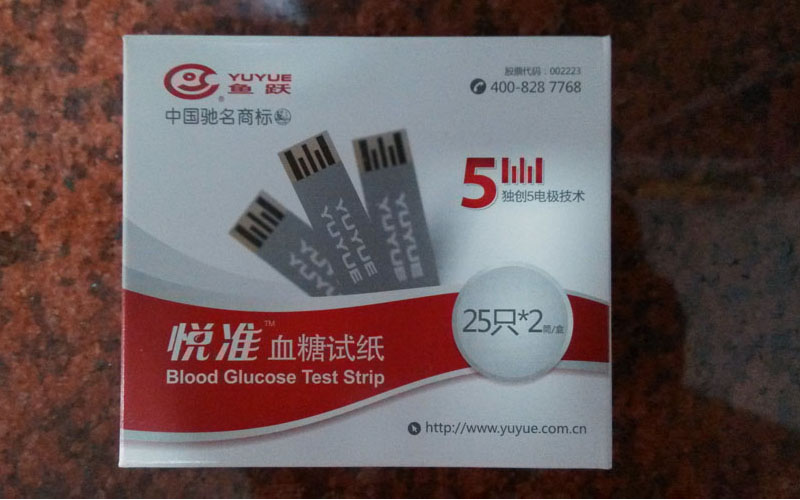 YUYUE
鱼跃
®
中国驰名商标
股票代码：002223
400-828 7768
YUYUE
YUYUE
YUYUE
YUYUE
YUYUE
5
独创5电极技术
25只*2筒/盒
悦准™血糖试纸
Blood Glucose Test Strip
http://www.yuyue.com.cn